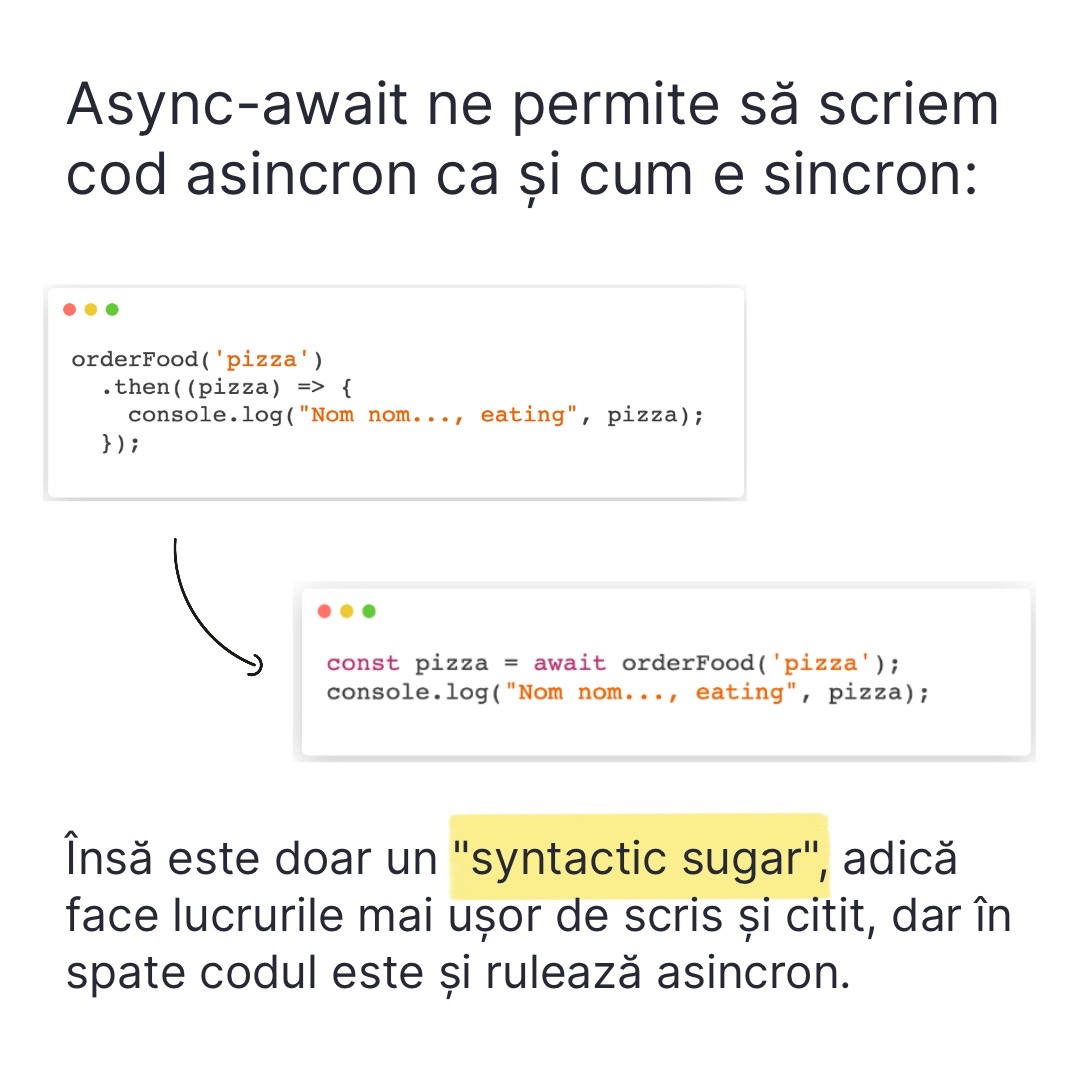 Async-await ne permite să scriem
cod asincron ca și cum e sincron:
orderFood('pizza')
  .then((pizza) => {
    console.log("Nom nom..., eating", pizza);
  });
const pizza = await orderFood('pizza');
console.log("Nom nom..., eating", pizza);
Însă este doar un "syntactic sugar", adică
face lucrurile mai ușor de scris și citit, dar în
spate codul este și rulează asincron.